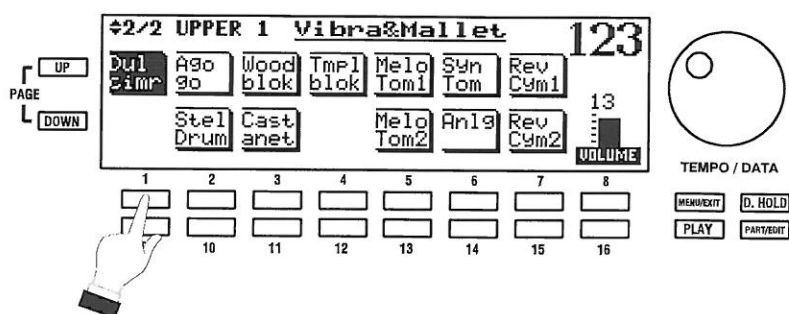 2/2 UPPER 1 Vibra&Mallet 123
Dul cimr
Ago go
Wood blok
Tmpl blok
Melo Tom1
Syn Tom
Rev Cym1
Stel Drum
Cast anet
Melo Tom2
Anlg
Rev Cym2
13
VOLUME
PAGE
UP
DOWN
1 2 3 4 5 6 7 8
10 11 12 13 14 15 16
TEMPO / DATA
MENU/EXIT
D. HOLD
PLAY
PART/EDIT